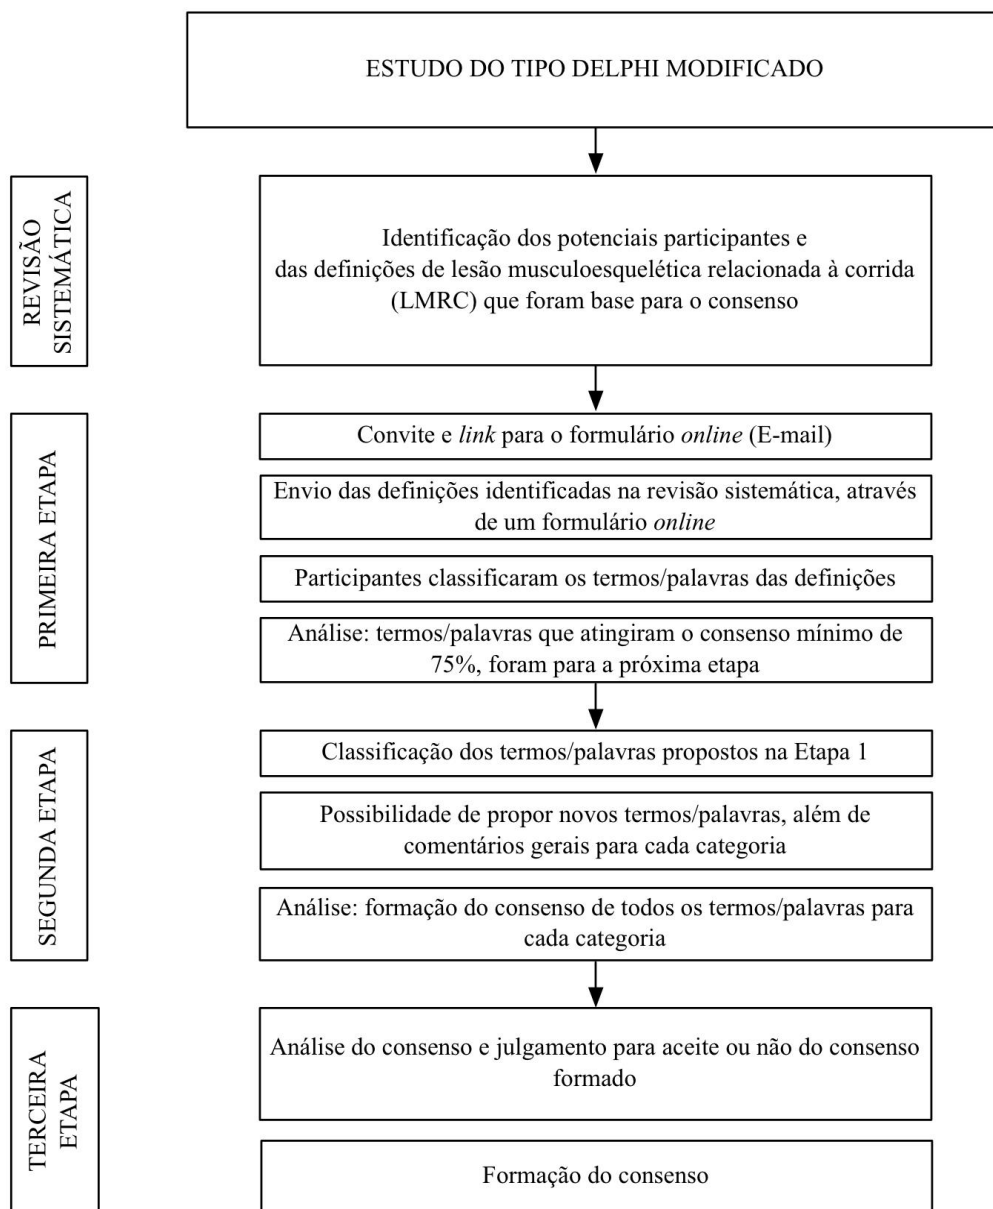 ESTUDO DO TIPO DELPHI MODIFICADO
REVISÃO
SISTEMÁTICA
Identificação dos potenciais participantes e
das definições de lesão musculoesquelética relacionada à corrida
(LMRC) que foram base para o consenso
PRIMEIRA ETAPA
Convite e link para o formulário online (E-mail)
Envio das definições identificadas na revisão sistemática, através
de um formulário online
Participantes classificaram os termos/palavras das definições
Análise: termos/palavras que atingiram o consenso mínimo de
75%, foram para a próxima etapa
SEGUNDA ETAPA
Classificação dos termos/palavras propostos na Etapa 1
Possibilidade de propor novos termos/palavras, além de
comentários gerais para cada categoria
Análise: formação do consenso de todos os termos/palavras para
cada categoria
TERCEIRA
ETAPA
Análise do consenso e julgamento para aceite ou não do consenso
formado
Formação do consenso